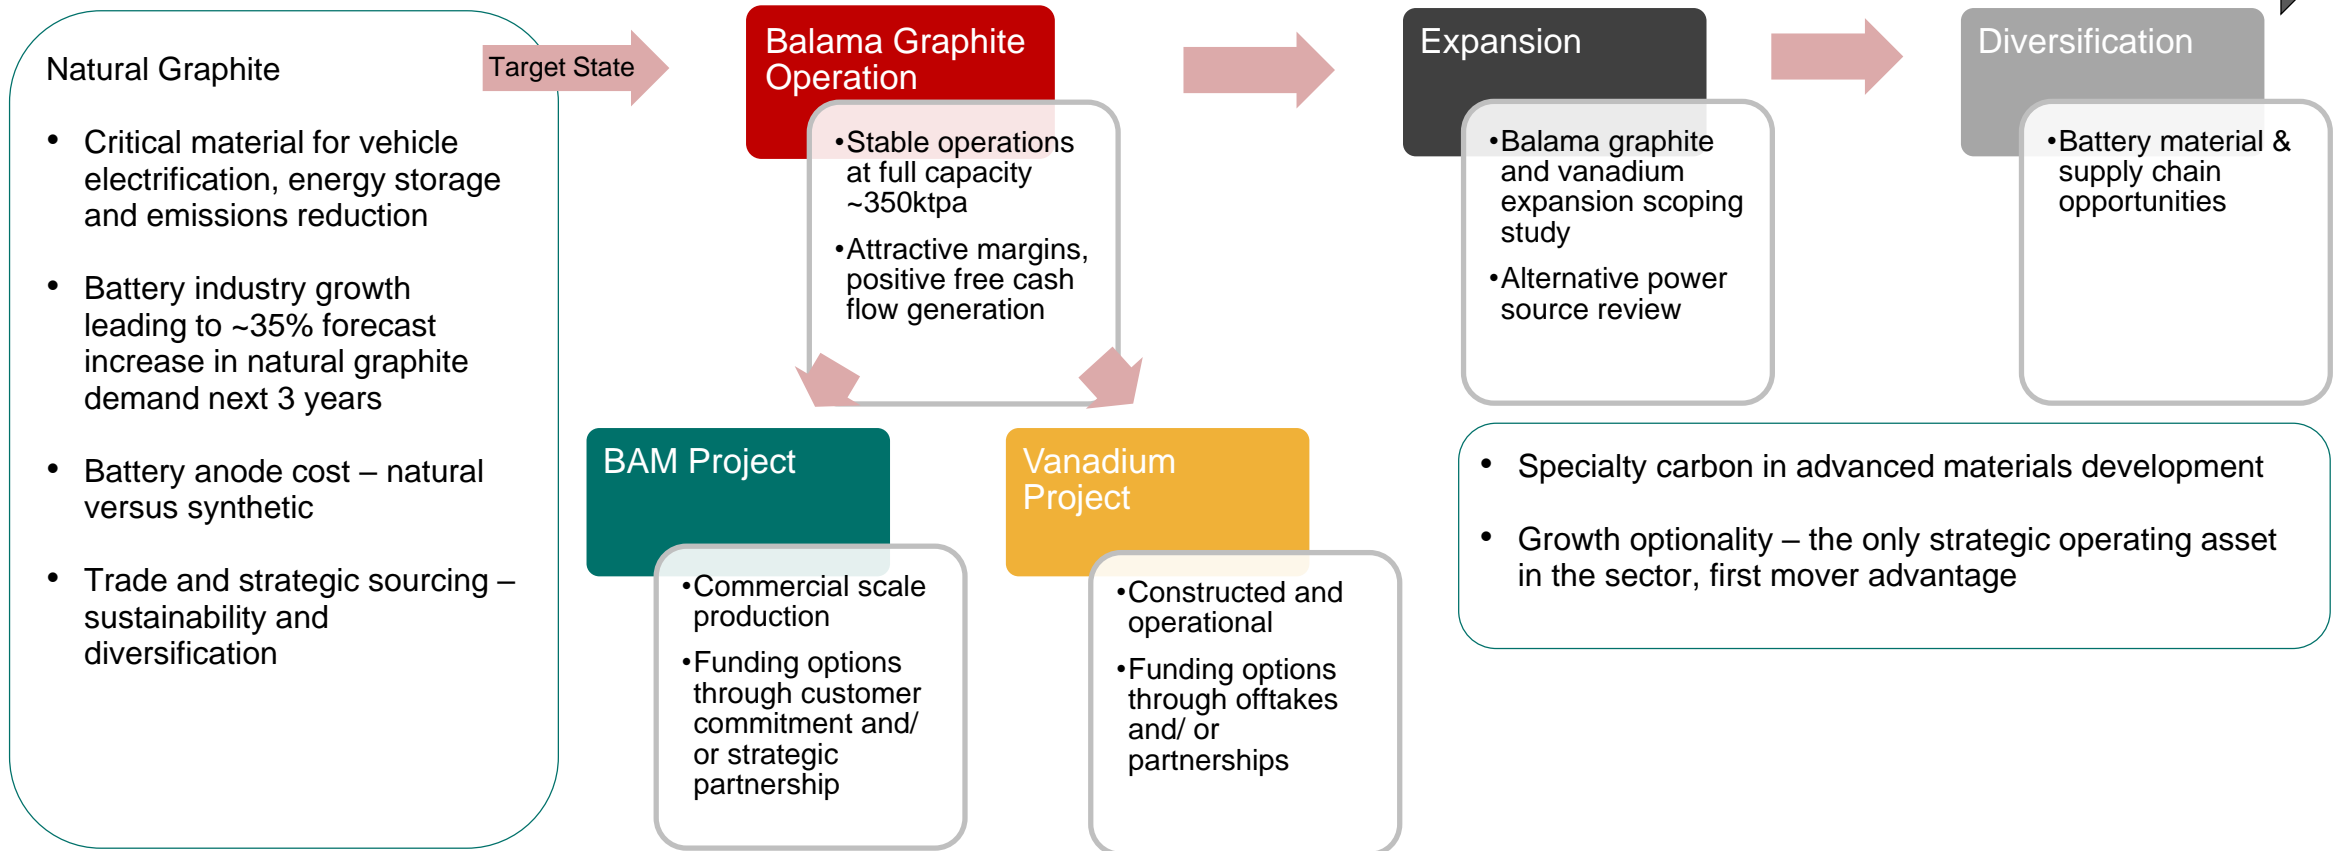 Natural Graphite
• Critical material for vehicle
electrification, energy storage
and emissions reduction
• Battery industry growth
leading to ~35% forecast
increase in natural graphite
demand next 3 years
• Battery anode cost – natural
versus synthetic
• Trade and strategic sourcing –
sustainability and
diversification
Target State
Balama Graphite
Operation
•Stable operations
at full capacity
~350ktpa
•Attractive margins,
positive free cash
flow generation
BAM Project
•Commercial scale
production
•Funding options
through customer
commitment and/
or strategic
partnership
Vanadium
Project
•Constructed and
operational
•Funding options
through offtakes
and/ or
partnerships
Expansion
•Balama graphite
and vanadium
expansion scoping
study
•Alternative power
source review
Diversification
•Battery material &
supply chain
opportunities
• Specialty carbon in advanced materials development
• Growth optionality – the only strategic operating asset
in the sector, first mover advantage